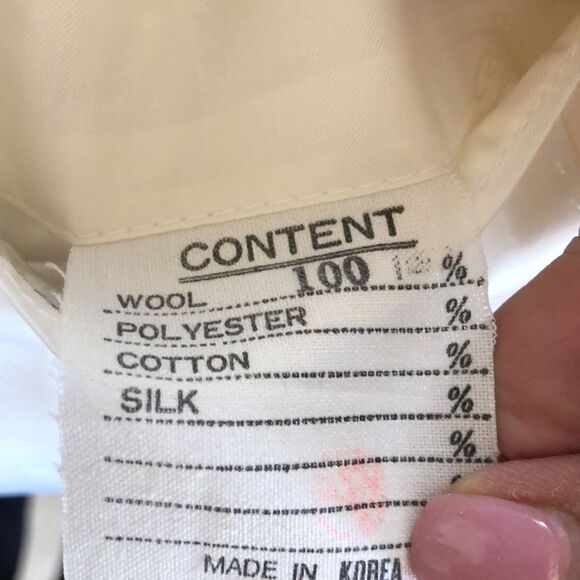 CONTENT
WOOL 100 %
POLYESTER %
COTTON %
SILK %
%
%
MADE IN KOREA